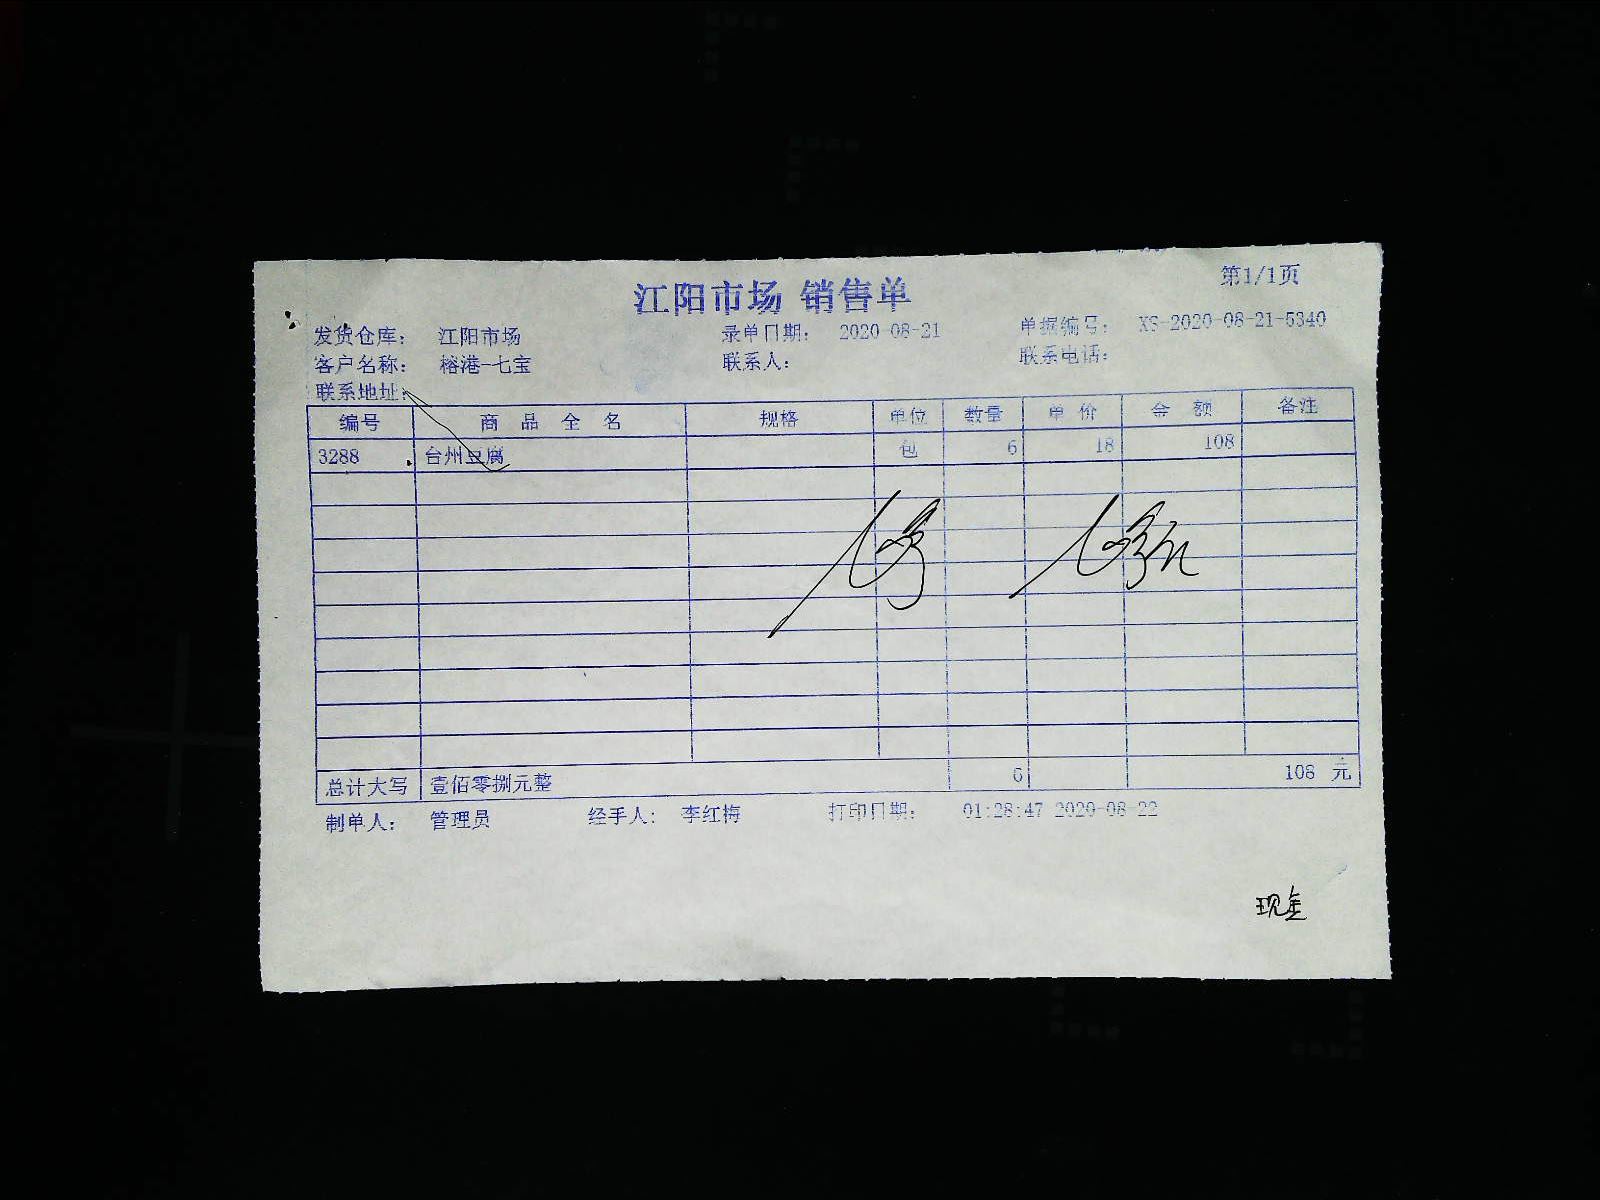 第1/1页
江阳市场 销售单
发货仓库： 江阳市场 录单日期： 2020-08-21 单据编号： XS-2020-08-21-5340
客户名称： 榕港-七宝 联系人： 联系电话：
联系地址：
编号 商品全名 规格 单位 数量 单价 金额 备注
3288 台州豆腐 包 6 18 108
总计大写 壹佰零捌元整 6 108 元
制单人： 管理员 经手人： 李红梅 打印日期： 01:28:47 2020-08-22
现金